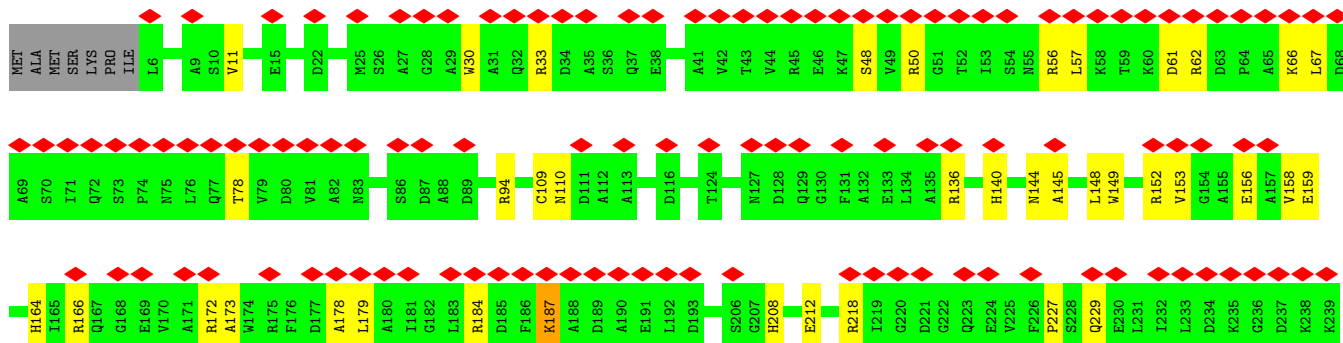 MET ALA MET SER LYS PRO ILE L6 A9 S10 V11 E15 D22 M25 S26 A27 G28 A29 W30 A31 Q32 R33 D34 A35 S36 Q37 E38 A41 V42 T43 V44 R45 E46 K47 S48 V49 R50 G51 T52 I53 S54 N55 R56 L57 K58 T59 K60 D61 R62 D63 P64 A65 K66 L67 D68
A69 S70 I71 Q72 S73 P74 N75 L76 Q77 T78 V79 D80 V81 A82 N83 S86 D87 A88 D89 R94 C109 N110 D111 A112 A113 D116 T124 N127 D128 Q129 G130 F131 A132 E133 L134 A135 R136 H140 N144 A145 L148 W149 R152 V153 G154 A155 E156 A157 V158 E159
H164 I165 R166 Q167 G168 E169 V170 A171 R172 A173 W174 R175 F176 D177 A178 L179 A180 I181 G182 L183 R184 D185 F186 K187 A188 D189 A190 E191 L192 D193 S206 G207 H208 E212 R218 I219 G220 D221 G222 Q223 E224 V225 F226 P227 S228 Q229 E230 L231 I232 L233 D234 K235 G236 D237 K238 K239